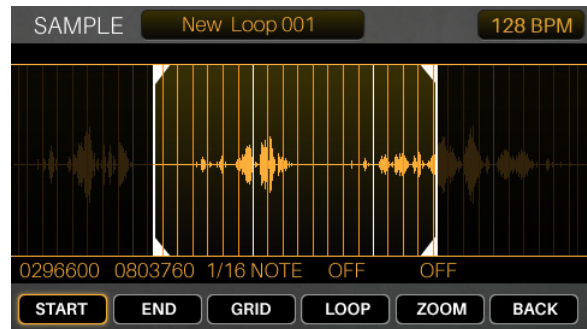 SAMPLE New Loop 001 128 BPM
0296600 0803760 1/16 NOTE OFF OFF
START END GRID LOOP ZOOM BACK